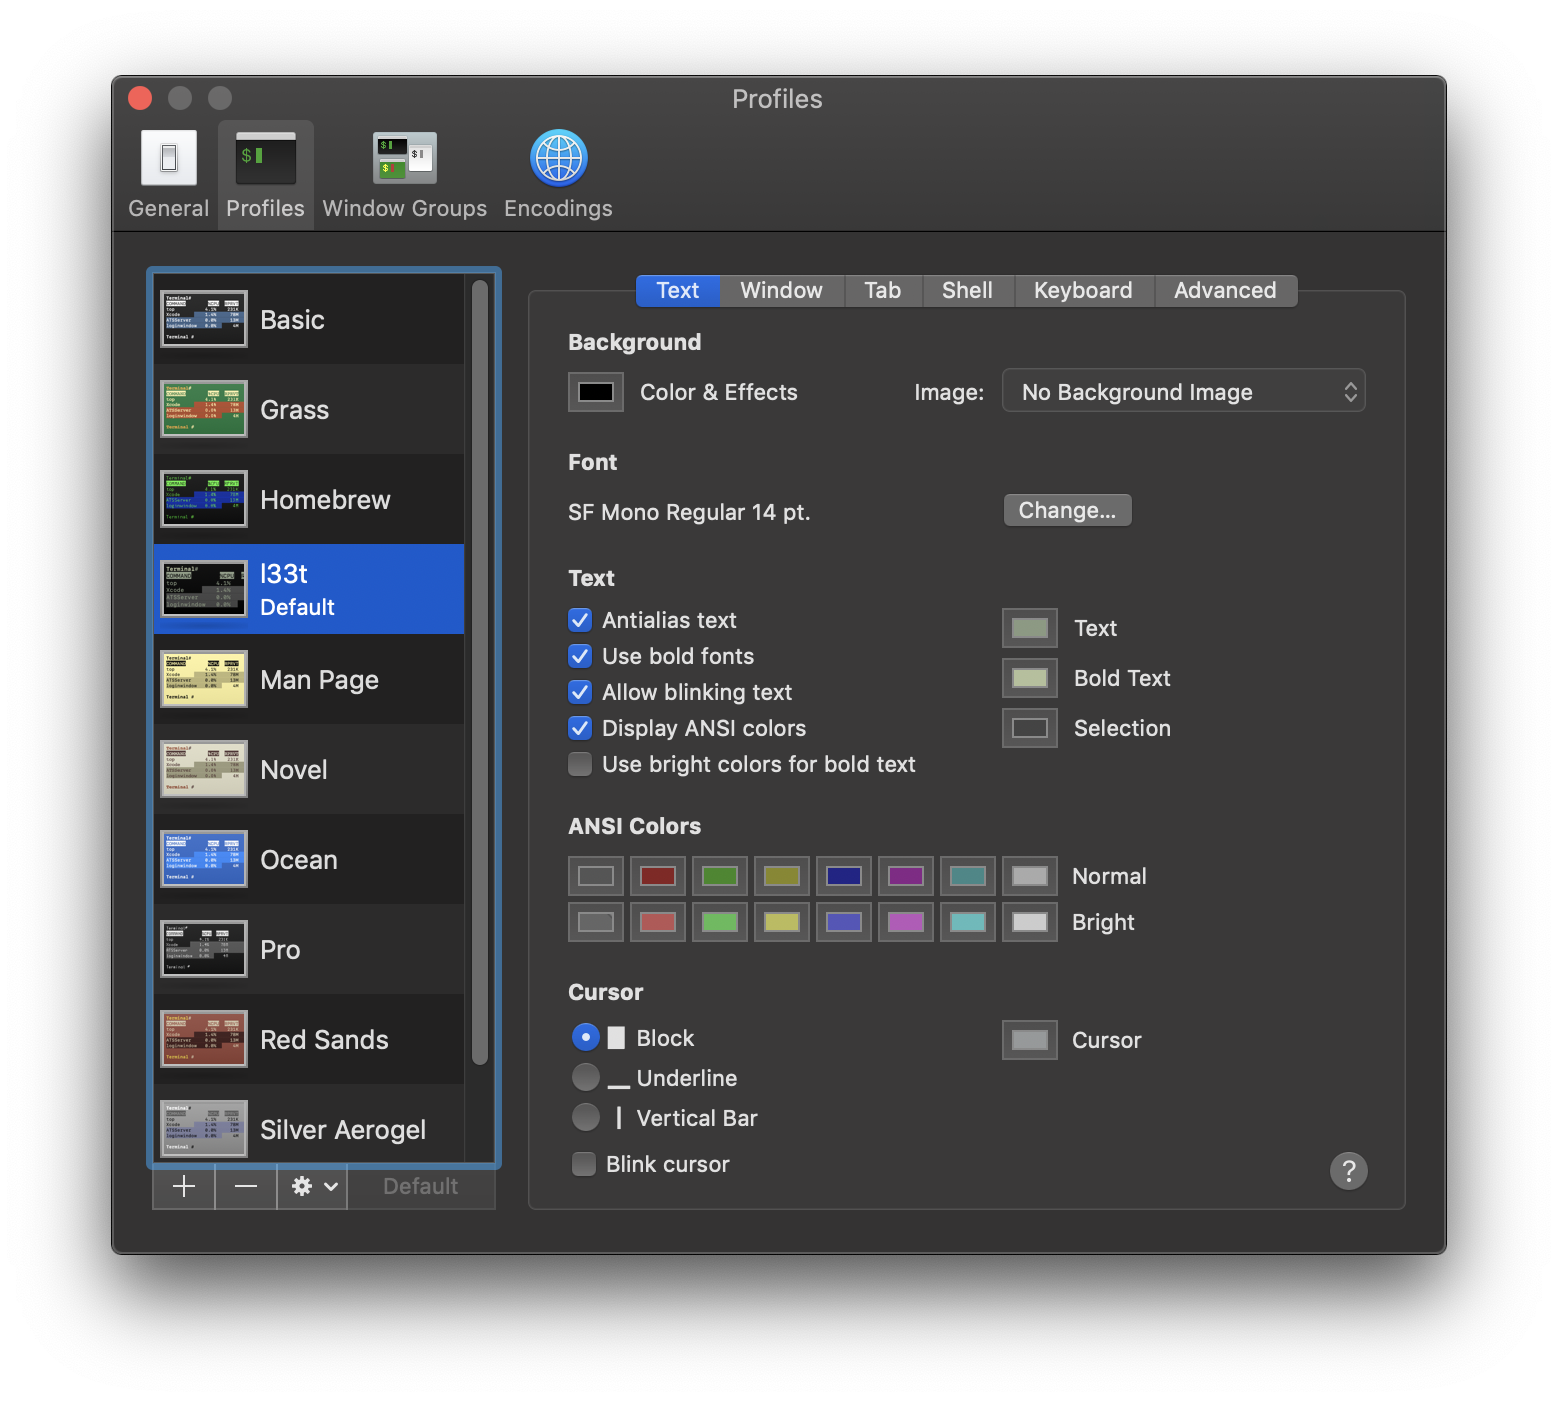 Profiles
General
Profiles
Window Groups
Encodings
Basic
Grass
Homebrew
l33t
Default
Man Page
Novel
Ocean
Pro
Red Sands
Silver Aerogel
Default
Text
Window
Tab
Shell
Keyboard
Advanced
Background
Color & Effects
Image:
No Background Image
Font
SF Mono Regular 14 pt.
Change...
Text
Antialias text
Use bold fonts
Allow blinking text
Display ANSI colors
Use bright colors for bold text
Text
Bold Text
Selection
ANSI Colors
Normal
Bright
Cursor
Block
Underline
Vertical Bar
Blink cursor
Cursor
?